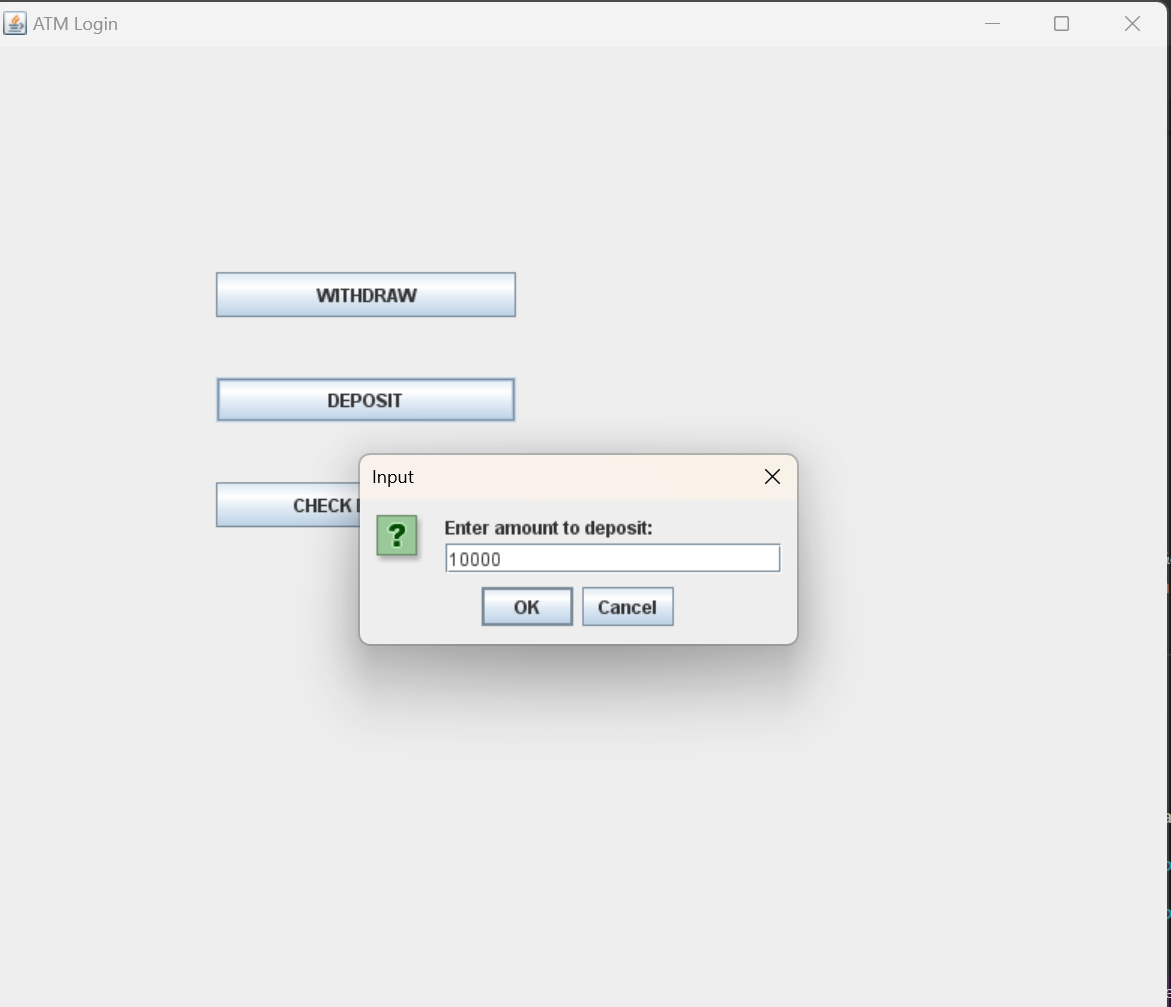 ATM Login
WITHDRAW
DEPOSIT
CHECK
Input
?
Enter amount to deposit:
10000
OK
Cancel